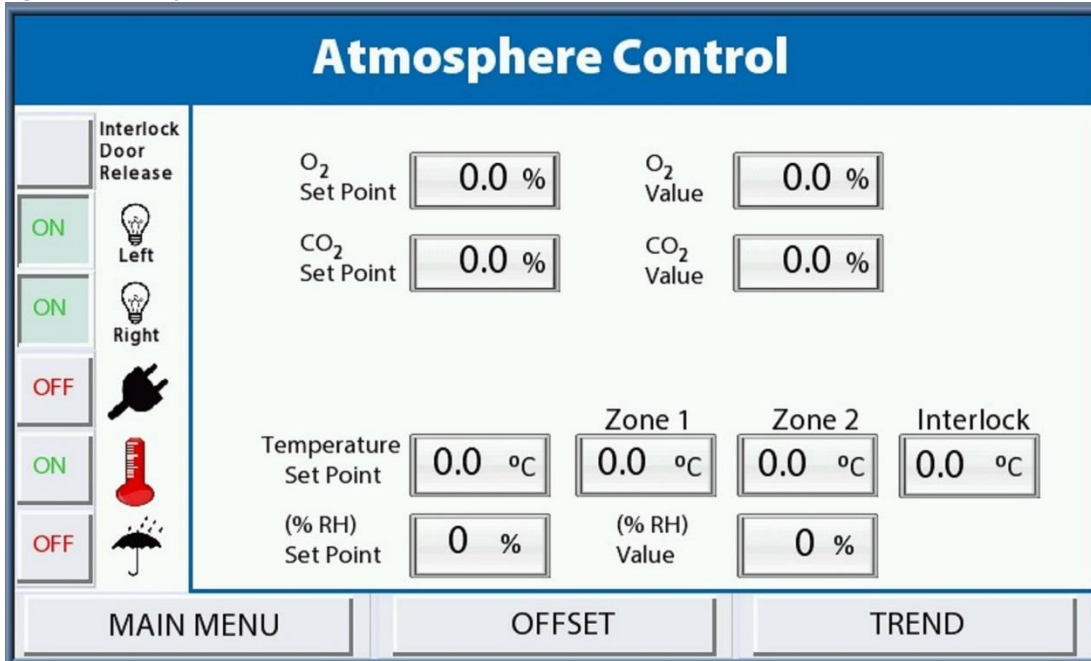 Atmosphere Control
Interlock
Door
Release
ON
Left
ON
Right
OFF
ON
OFF
O2
Set Point
0.0 %
O2
Value
0.0 %
CO2
Set Point
0.0 %
CO2
Value
0.0 %
Zone 1
Zone 2
Interlock
Temperature
Set Point
0.0 ºC
0.0 ºC
0.0 ºC
0.0 ºC
(% RH)
Set Point
0 %
(% RH)
Value
0 %
MAIN MENU
OFFSET
TREND